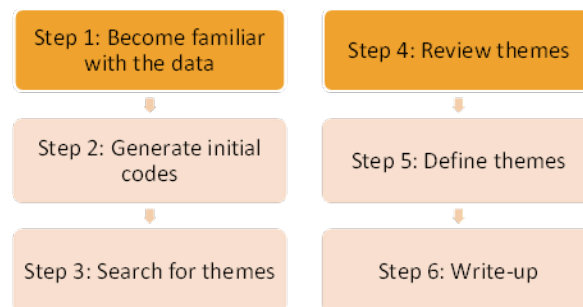 Step 1: Become familiar
with the data
Step 2: Generate initial
codes
Step 3: Search for themes
Step 4: Review themes
Step 5: Define themes
Step 6: Write-up